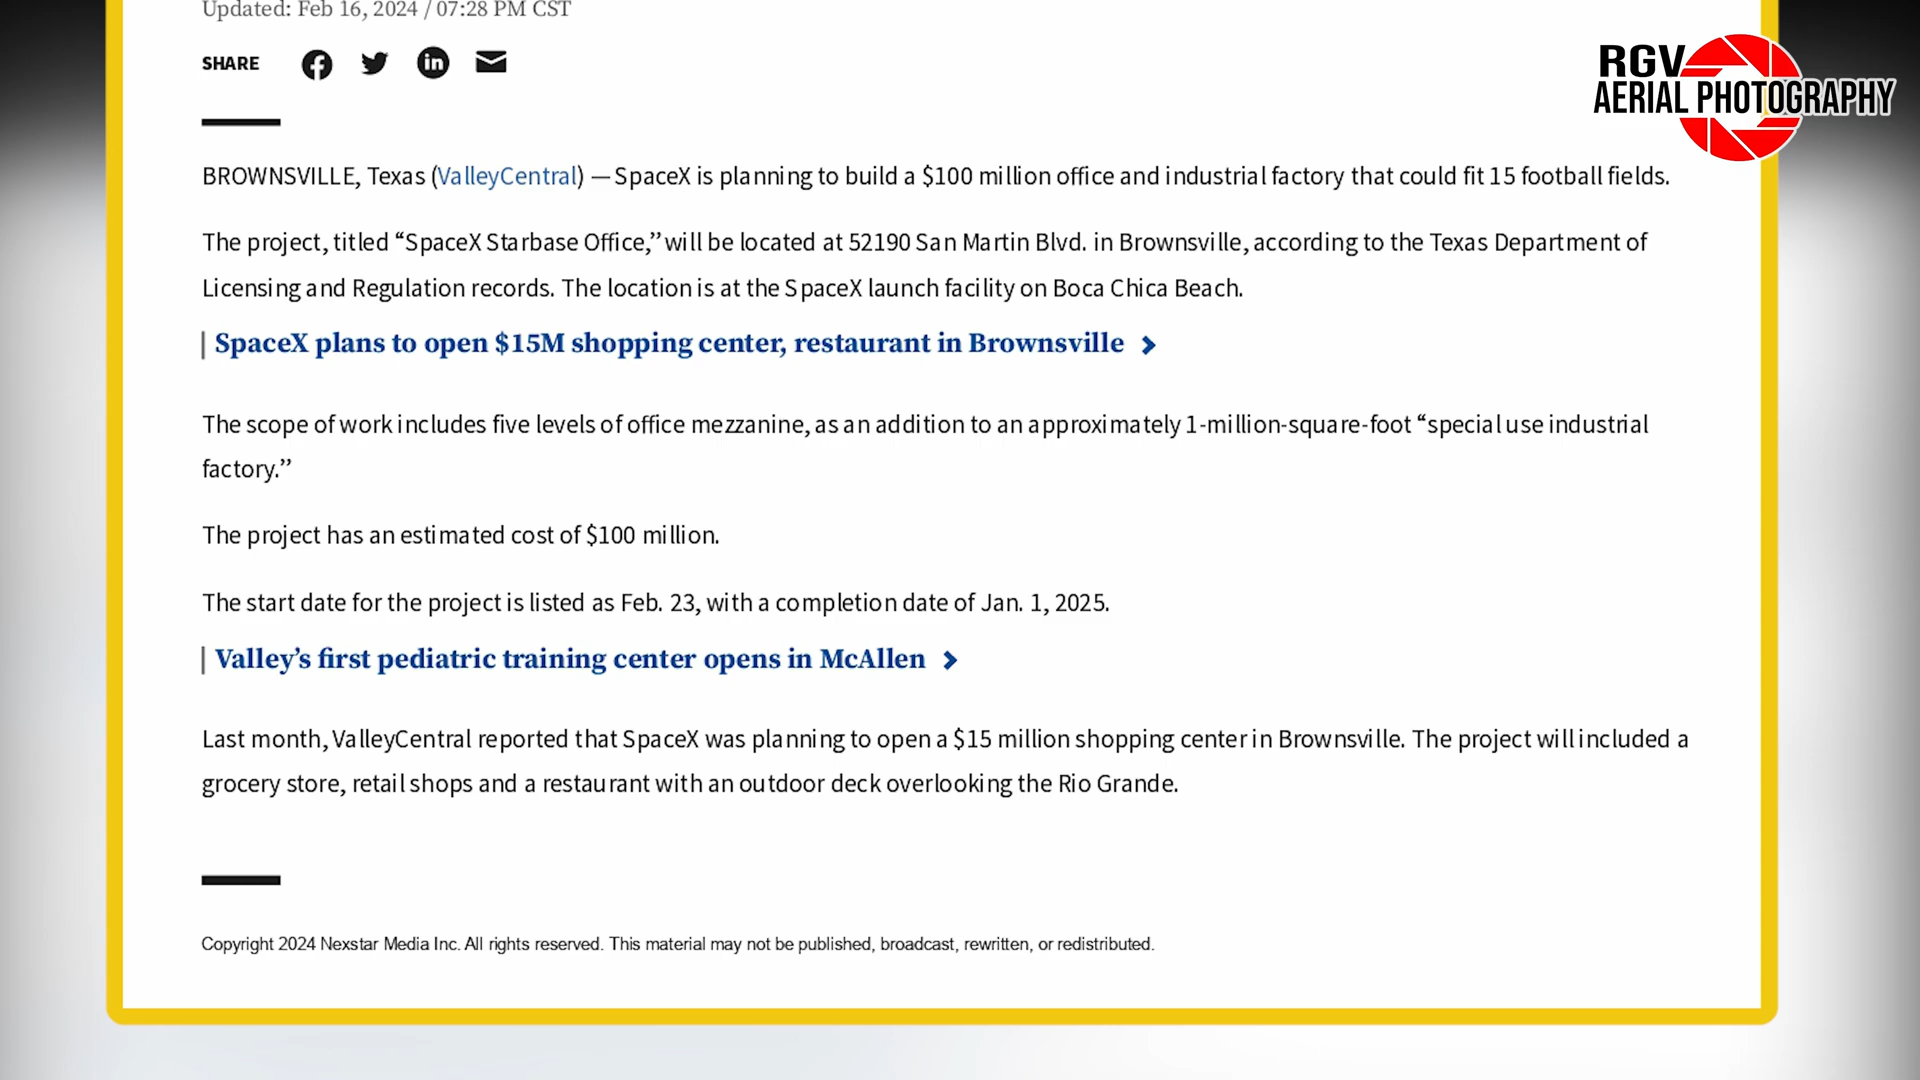 Updated: Feb 16, 2024 / 07:28 PM CST
SHARE
RGV
AERIAL PHOTOGRAPHY
BROWNSVILLE, Texas (ValleyCentral) — SpaceX is planning to build a $100 million office and industrial factory that could fit 15 football fields.
The project, titled “SpaceX Starbase Office,” will be located at 52190 San Martin Blvd. in Brownsville, according to the Texas Department of
Licensing and Regulation records. The location is at the SpaceX launch facility on Boca Chica Beach.
SpaceX plans to open $15M shopping center, restaurant in Brownsville
The scope of work includes five levels of office mezzanine, as an addition to an approximately 1-million-square-foot “special use industrial
factory.”
The project has an estimated cost of $100 million.
The start date for the project is listed as Feb. 23, with a completion date of Jan. 1, 2025.
Valley’s first pediatric training center opens in McAllen
Last month, ValleyCentral reported that SpaceX was planning to open a $15 million shopping center in Brownsville. The project will included a
grocery store, retail shops and a restaurant with an outdoor deck overlooking the Rio Grande.
Copyright 2024 Nexstar Media Inc. All rights reserved. This material may not be published, broadcast, rewritten, or redistributed.